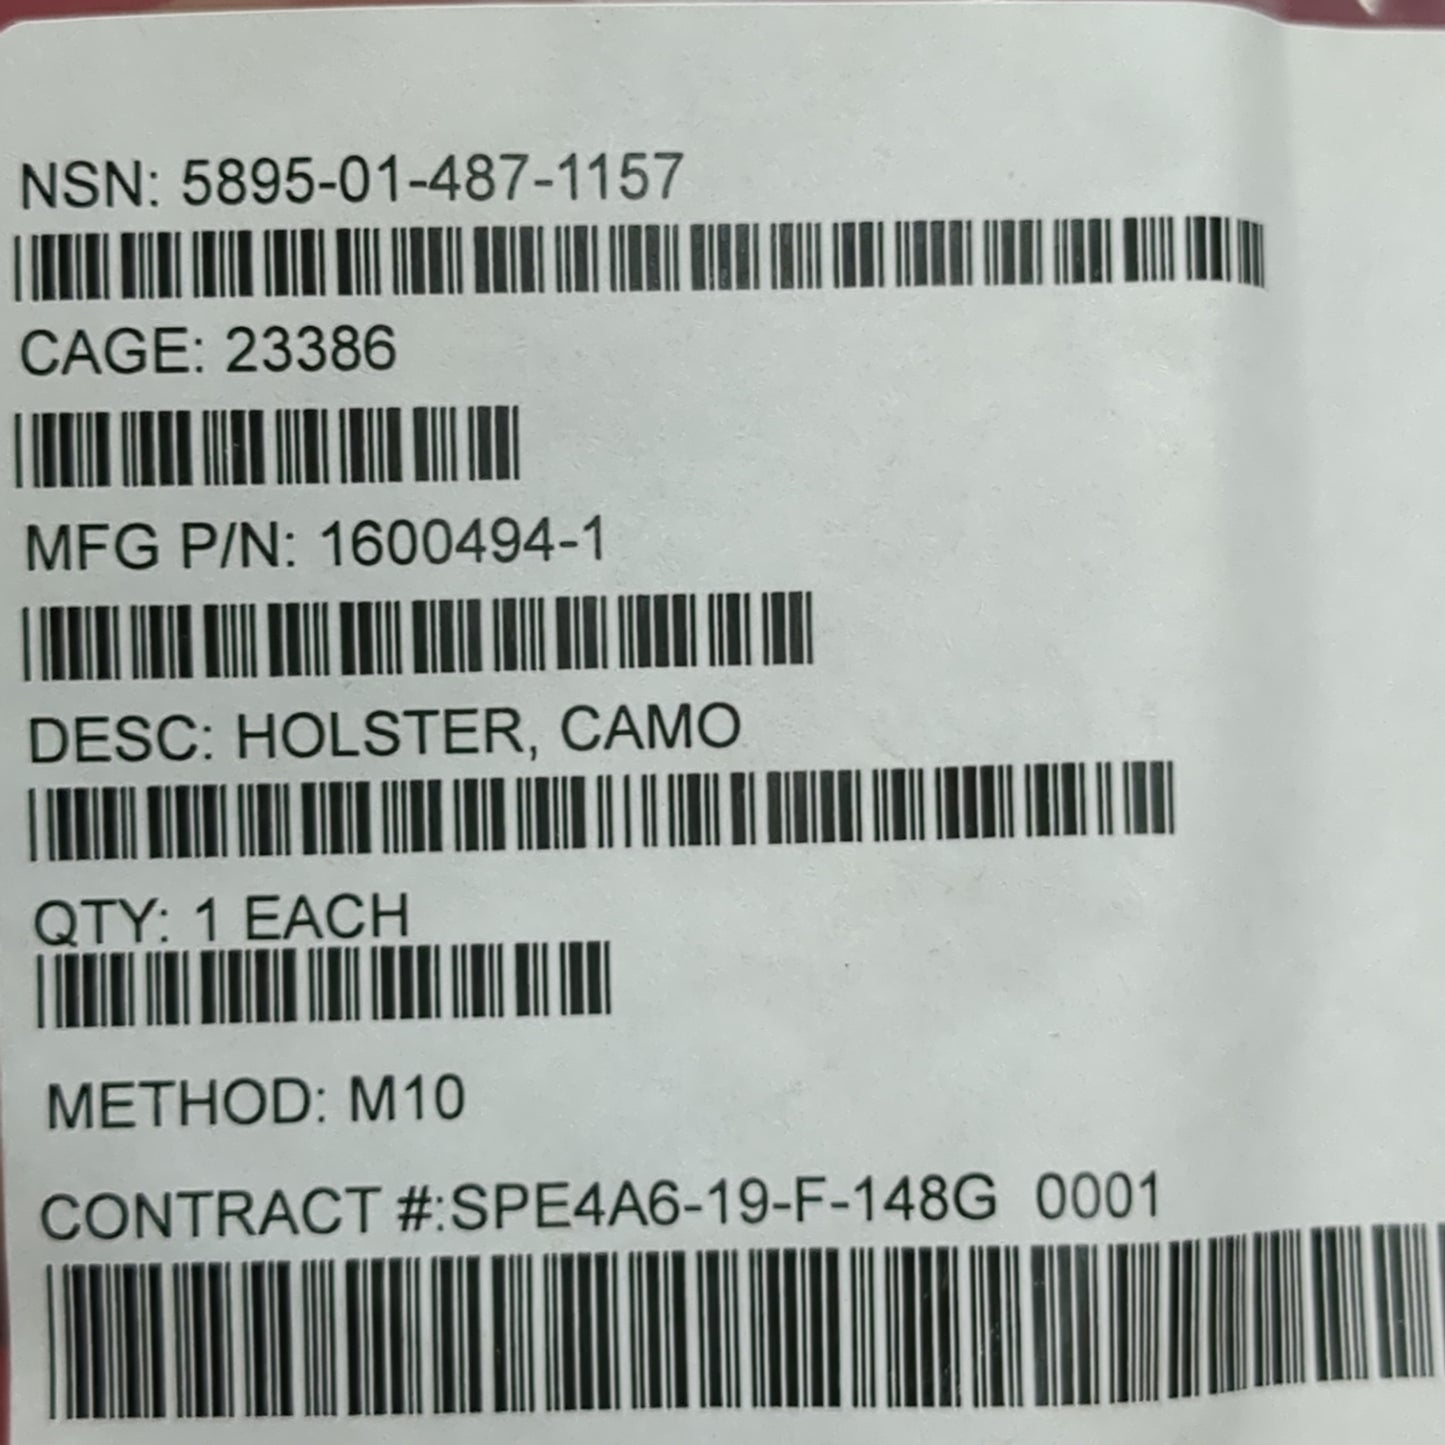 NSN: 5895-01-487-1157
CAGE: 23386
MFG P/N: 1600494-1
DESC: HOLSTER, CAMO
QTY: 1 EACH
METHOD: M10
CONTRACT #:SPE4A6-19-F-148G 0001